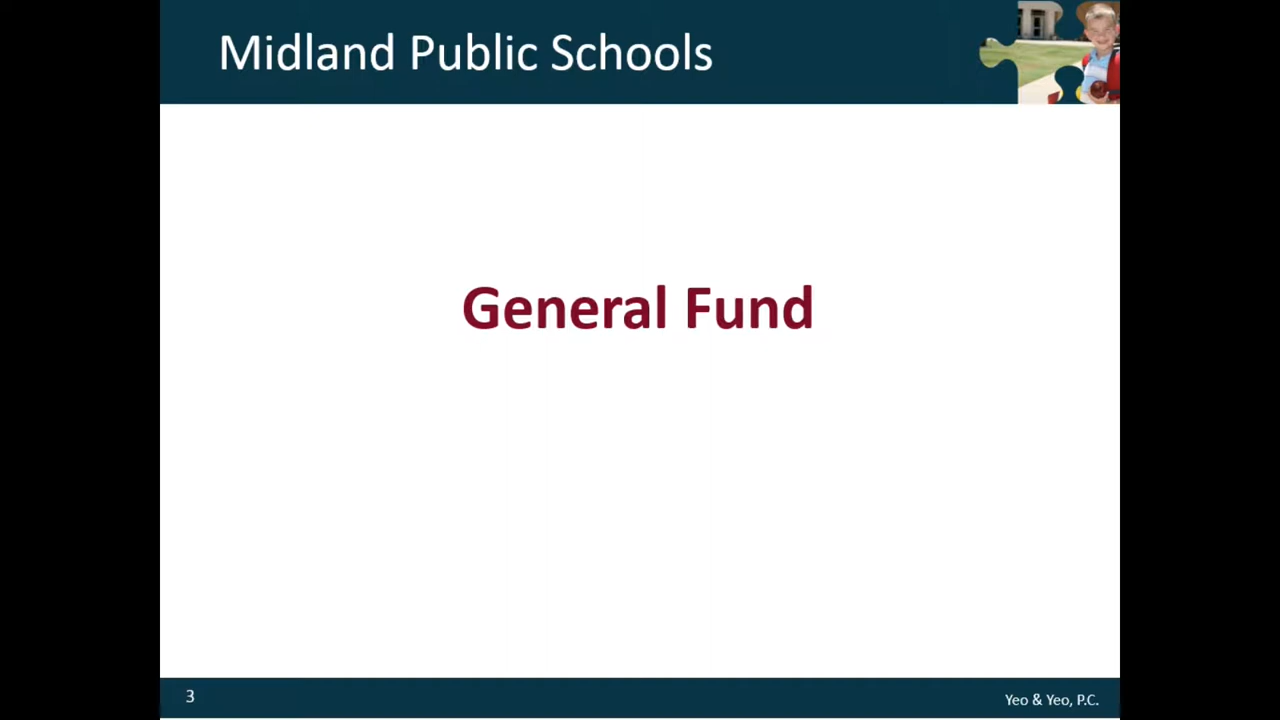 Midland Public Schools
General Fund
3
Yeo & Yeo, P.C.